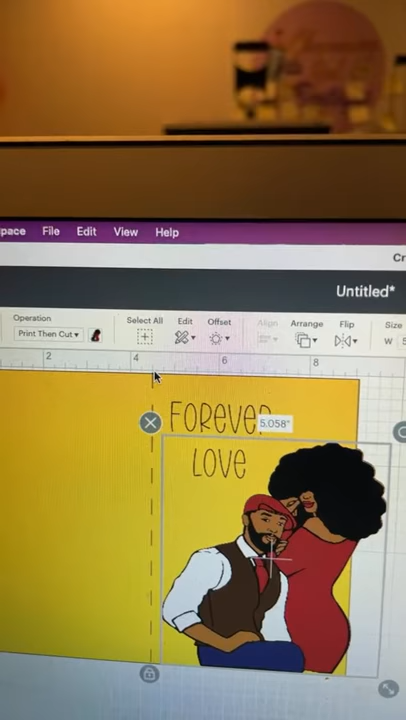 pace File Edit View Help
Untitled*
Operation
Print Then Cut
Select All
Edit
Offset
Align
Arrange
Flip
Size
W
2 4 6 8
FOREVER
5.058"
LOVE